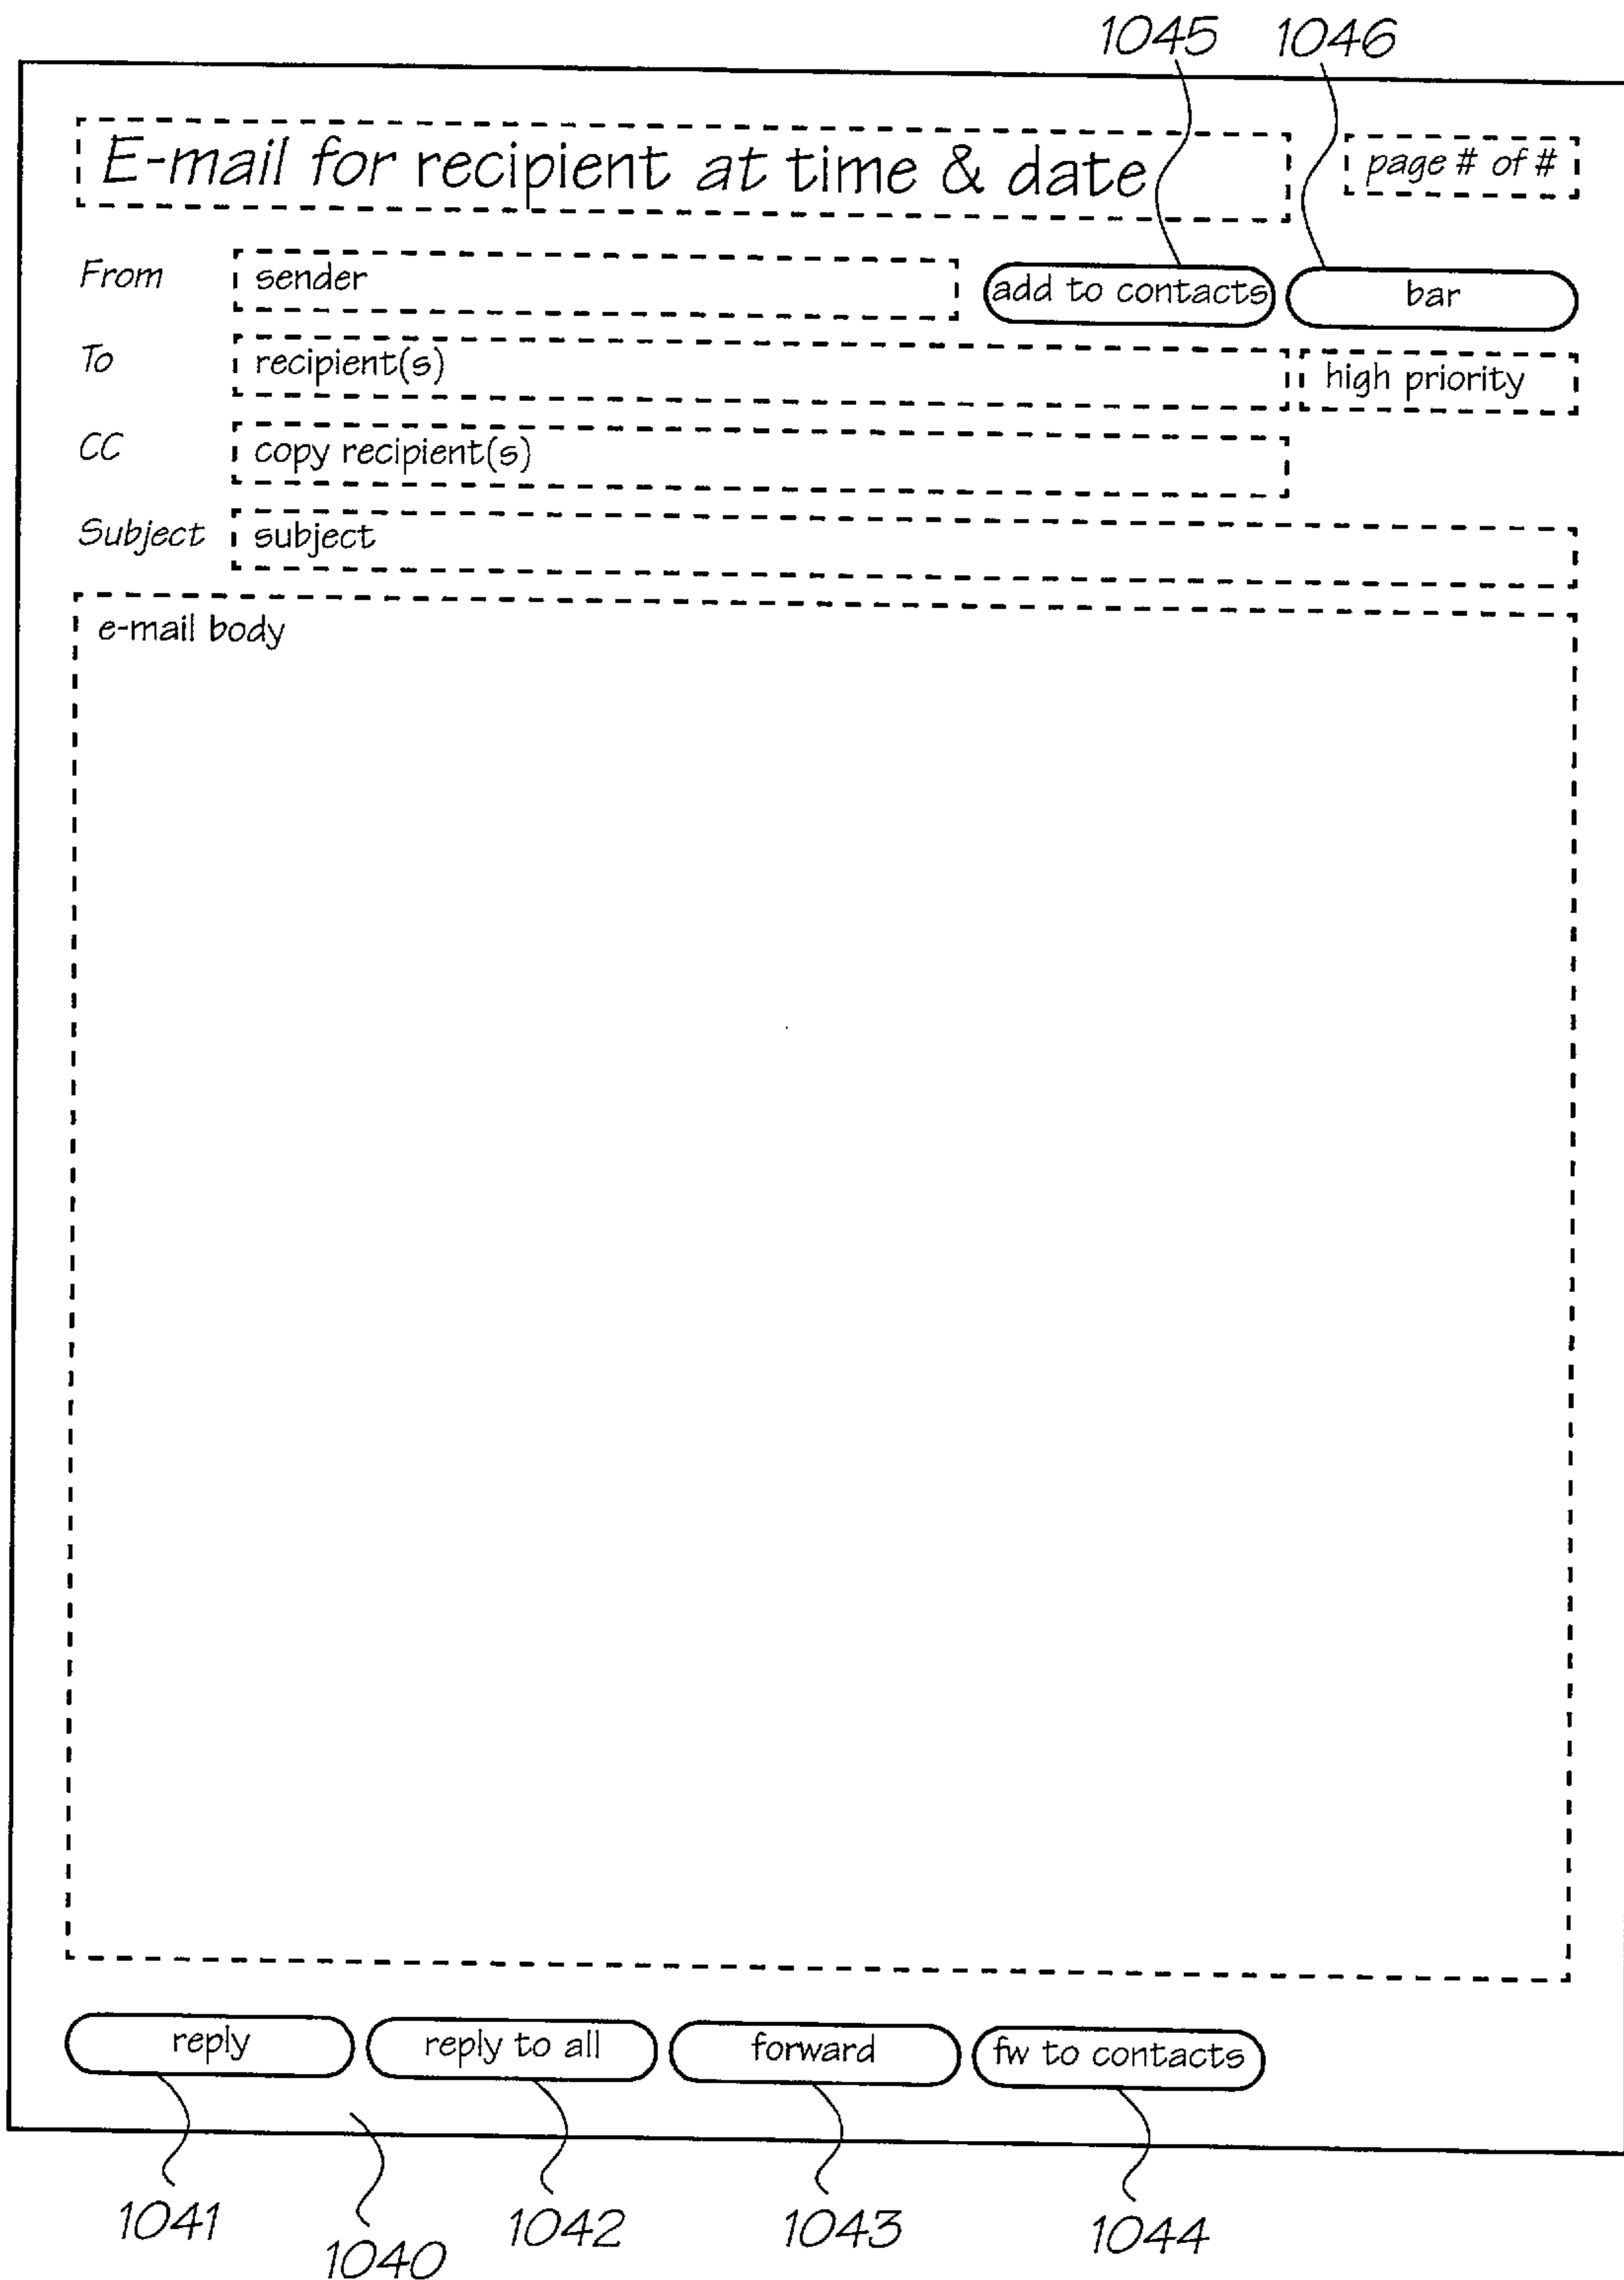 1045 1046
E-mail for recipient at time & date page # of #
From sender add to contacts bar
To recipient(s) high priority
CC copy recipient(s)
Subject subject
e-mail body
reply reply to all forward fw to contacts
1041 1040 1042 1043 1044